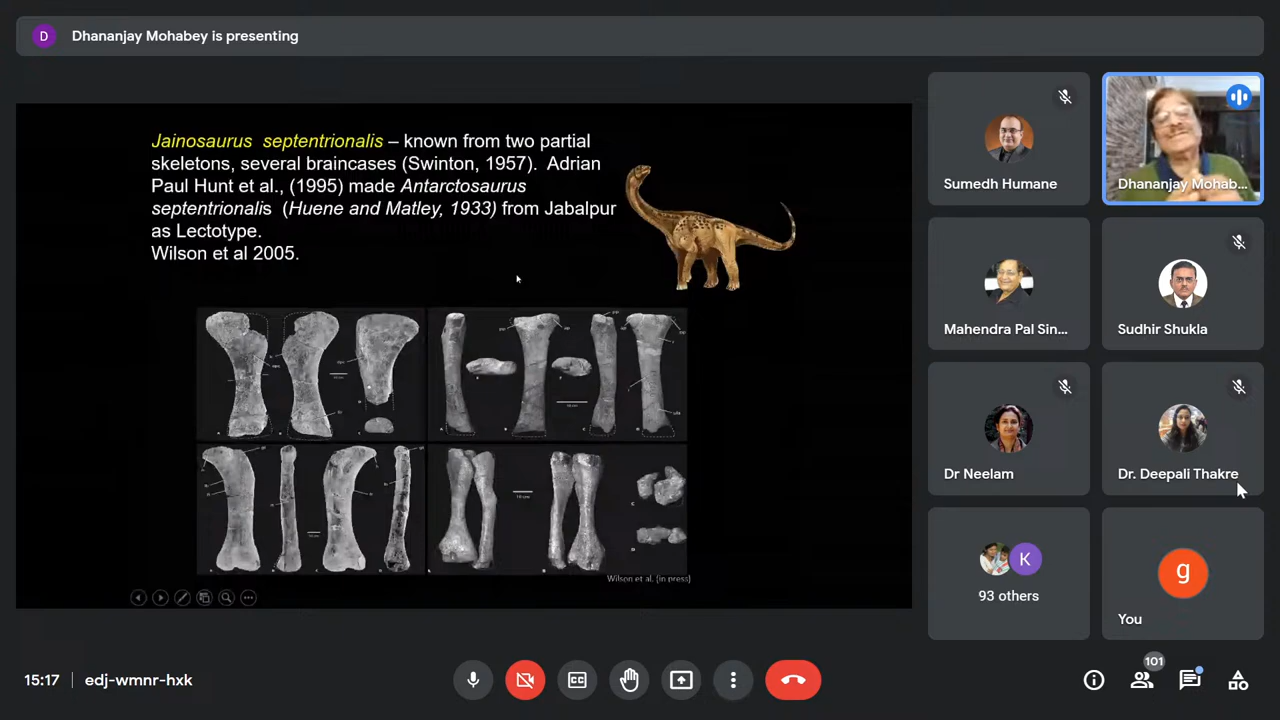 D Dhananjay Mohabey is presenting
Jainosaurus septentrionalis – known from two partial
skeletons, several braincases (Swinton, 1957). Adrian
Paul Hunt et al., (1995) made Antarctosaurus
septentrionalis (Huene and Matley, 1933) from Jabalpur
as Lectotype.
Wilson et al 2005.
Wilson et al. (in press)
Sumedh Humane
Dhananjay Mohab...
Mahendra Pal Sin...
Sudhir Shukla
Dr Neelam
Dr. Deepali Thakre
K
93 others
g
You
15:17 | edj-wmnr-hxk
CC
101